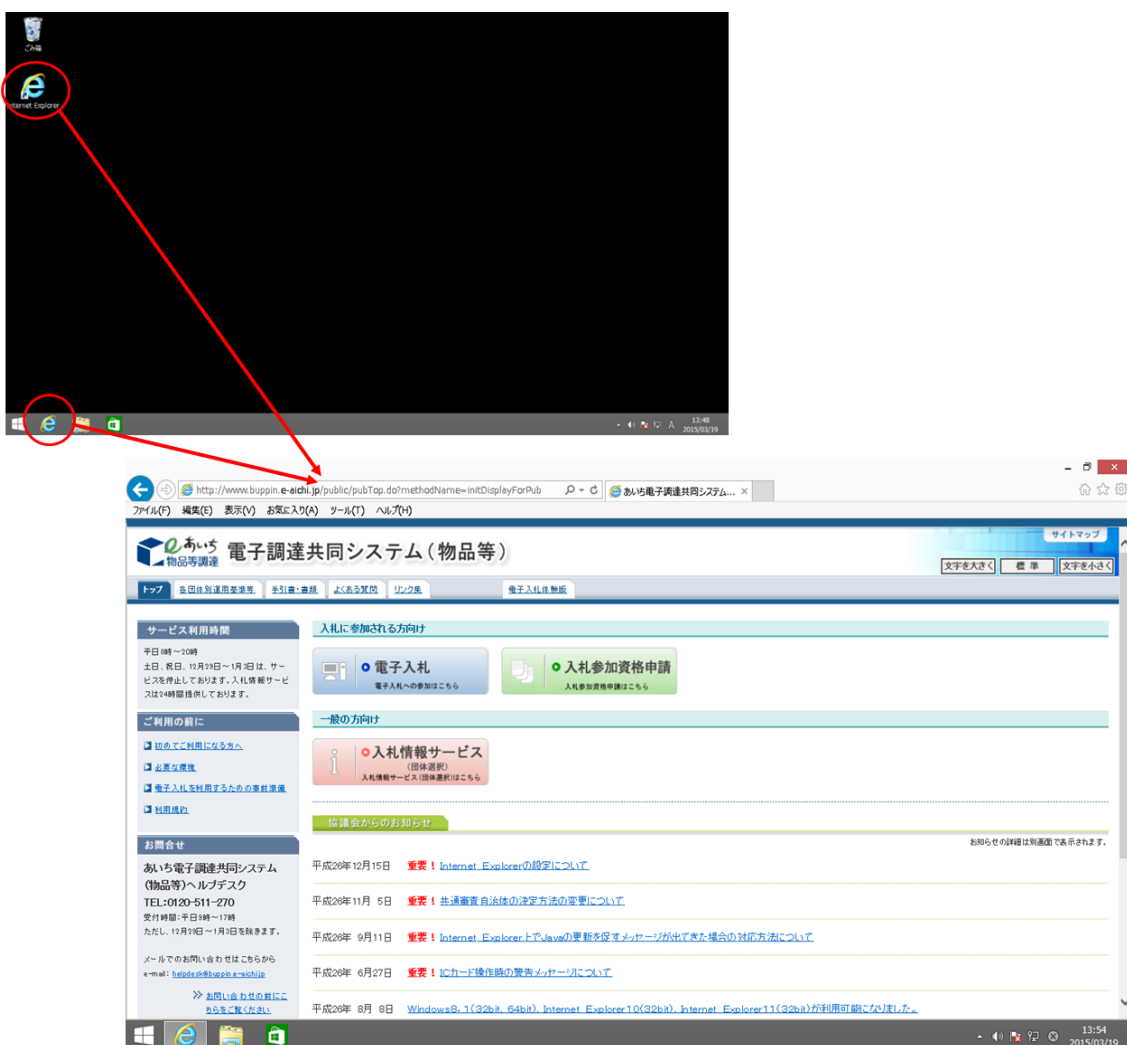 ごみ箱
Internet Explorer
A
13:48
2015/03/19
http://www.buppin.e-aichi.jp/public/pubTop.do?methodName=initDisplayForPub
あいち電子調達共同システム... ×
ファイル(F) 編集(E) 表示(V) お気に入り(A) ツール(T) ヘルプ(H)
サイトマップ
あいち
物品等調達
電子調達共同システム(物品等)
文字を大きく 標準 文字を小さく
トップ 各団体別運用基準等 手引書・書類 よくある質問 リンク集 電子入札体験版
サービス利用時間
平日8時～20時
土日、祝日、12月29日～1月3日は、サー
ビスを停止しております。入札情報サービ
スは24時間提供しております。
ご利用の前に
初めてご利用になる方へ
必要な環境
電子入札を利用するための事前準備
利用規約
お問合せ
あいち電子調達共同システム
(物品等)ヘルプデスク
TEL:0120-511-270
受付時間:平日9時～17時
ただし、12月29日～1月3日を除きます。
メールでのお問い合わせはこちらから
e-mail: helpdesk@buppin.e-aichi.jp
お問い合わせの前にこ
ちらをご覧ください
入札に参加される方向け
電子入札
電子入札への参加はこちら
入札参加資格申請
入札参加資格申請はこちら
一般の方向け
入札情報サービス
(団体選択)
入札情報サービス(団体選択)はこちら
協議会からのお知らせ
お知らせの詳細は別画面で表示されます。
平成26年12月15日 重要! Internet Explorerの設定について
平成26年11月 5日 重要! 共通審査自治体の決定方法の変更について
平成26年 9月11日 重要! Internet Explorer上でJavaの更新を促すメッセージが出てきた場合の対応方法について
平成26年 6月27日 重要! ICカード操作時の警告メッセージについて
平成26年 8月 8日 Windows8.1(32bit、64bit)、Internet Explorer10(32bit)、Internet Explorer11(32bit)が利用可能になりました。
13:54
2015/03/19